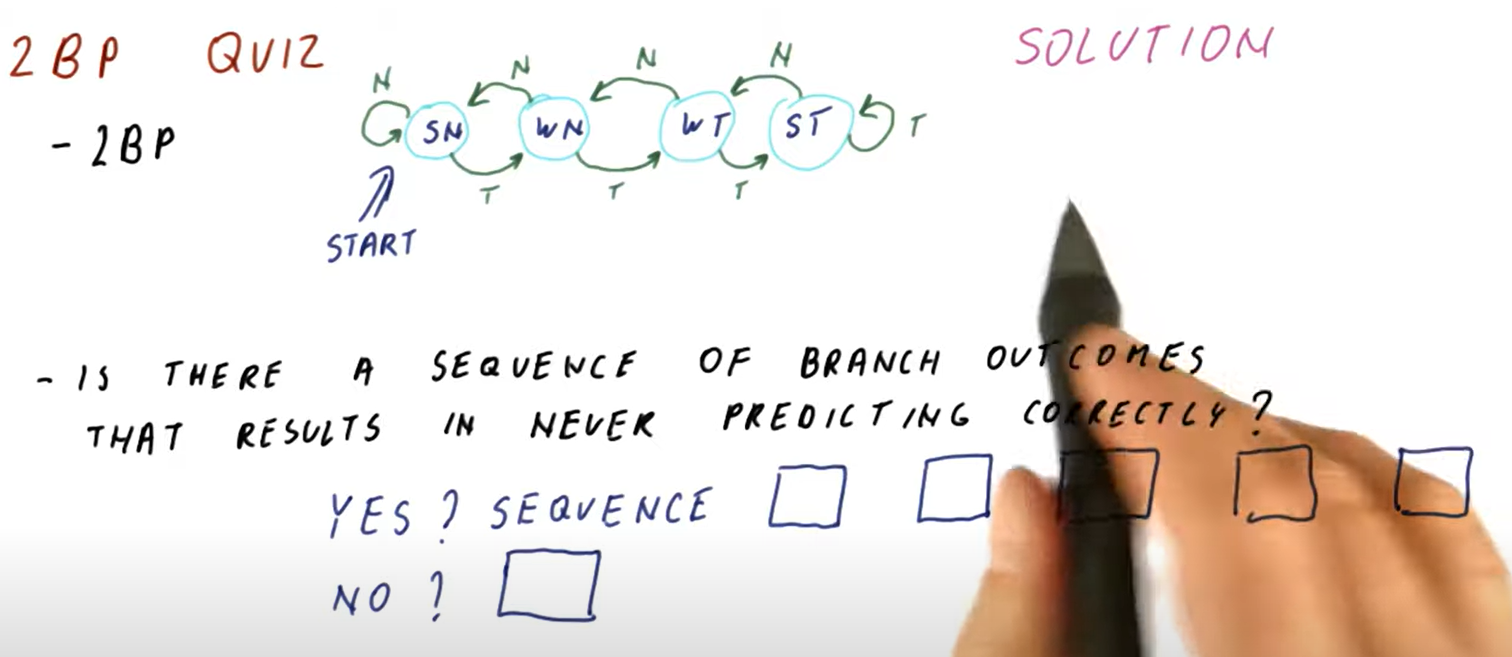 2BP QUIZ
SOLUTION
- 2BP
N N N N
SN WN WT ST T
T T T
START
- IS THERE A SEQUENCE OF BRANCH OUTCOMES
THAT RESULTS IN NEVER PREDICTING CORRECTLY?
YES? SEQUENCE
NO?